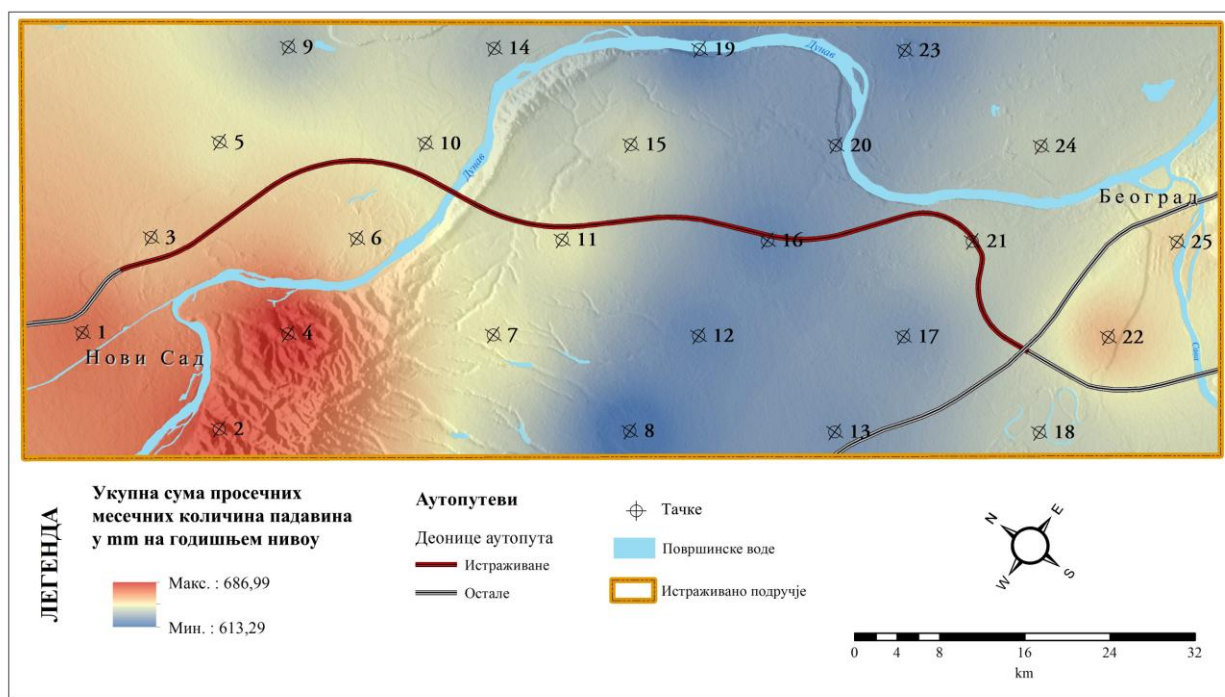 9
14
19
Дунав
23
5
10
Дунав
15
20
24
Београд
3
6
11
16
21
25
1
4
7
12
17
22
Нови Сад
Сава
2
8
13
18
ЛЕГЕНДА
Укупна сума просечних
месечних количина падавина
у mm на годишњем нивоу
Макс. : 686,99
Мин. : 613,29
Аутопутеви
Деонице аутопута
Истраживане
Остале
Тачке
Површинске воде
Истраживано подручје
N
E
W
S
0 4 8 16 24 32
km